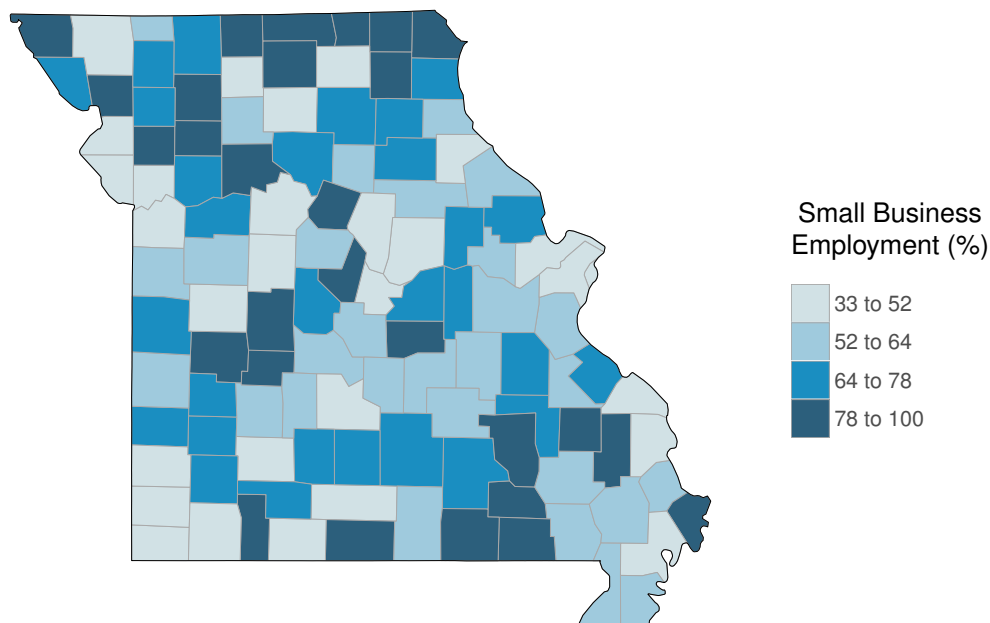 Small Business
Employment (%)
33 to 52
52 to 64
64 to 78
78 to 100